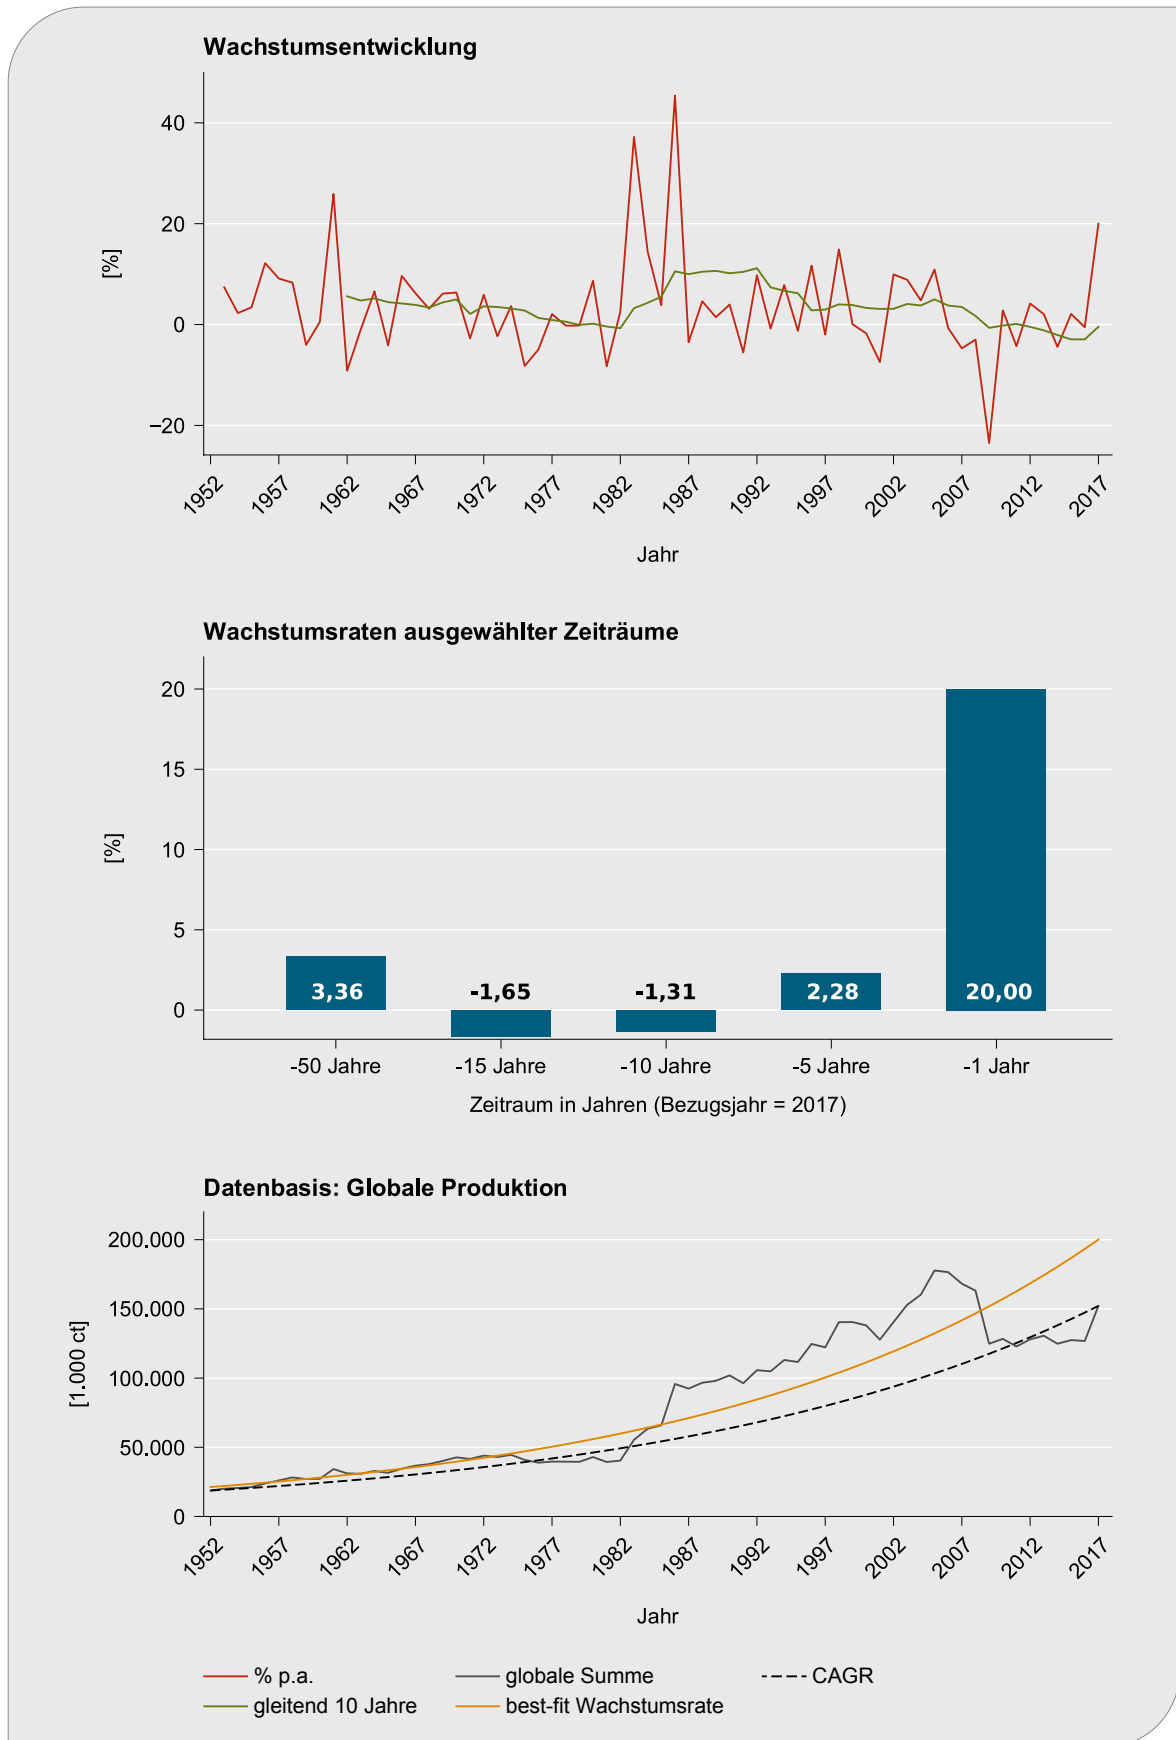 Wachstumsentwicklung
40
20
0
−20
[%]
1952 1957 1962 1967 1972 1977 1982 1987 1992 1997 2002 2007 2012 2017
Jahr
Wachstumsraten ausgewählter Zeiträume
20
15
10
5
0
[%]
3,36 -1,65 -1,31 2,28 20,00
-50 Jahre -15 Jahre -10 Jahre -5 Jahre -1 Jahr
Zeitraum in Jahren (Bezugsjahr = 2017)
Datenbasis: Globale Produktion
200.000
150.000
100.000
50.000
0
[1.000 ct]
1952 1957 1962 1967 1972 1977 1982 1987 1992 1997 2002 2007 2012 2017
Jahr
% p.a. globale Summe CAGR
gleitend 10 Jahre best-fit Wachstumsrate